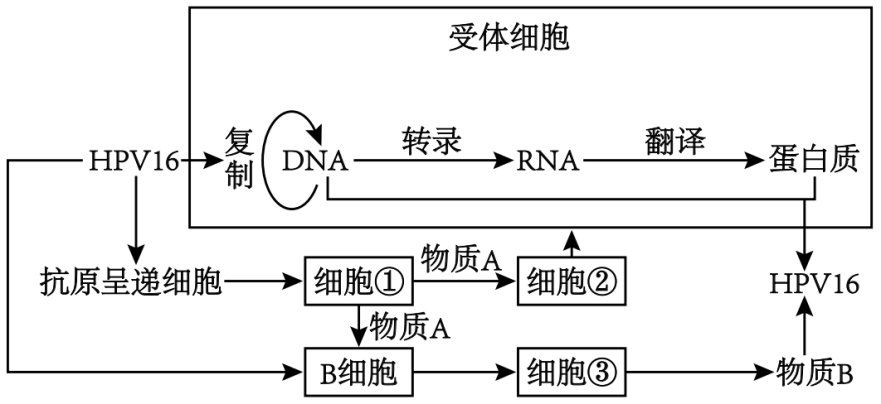 受体细胞
HPV16
复制
DNA
转录
RNA
翻译
蛋白质
抗原呈递细胞
细胞①
物质A
细胞②
HPV16
物质A
B细胞
细胞③
物质B